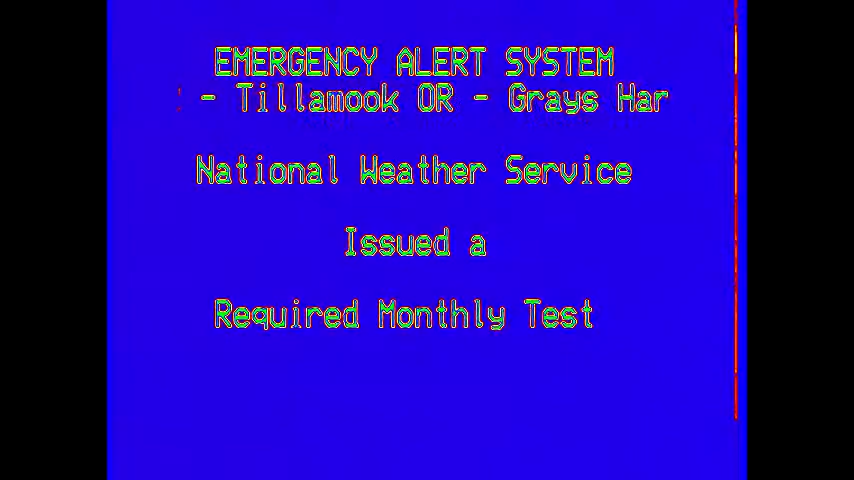 EMERGENCY ALERT SYSTEM
- Tillamook OR - Grays Har
National Weather Service
Issued a
Required Monthly Test